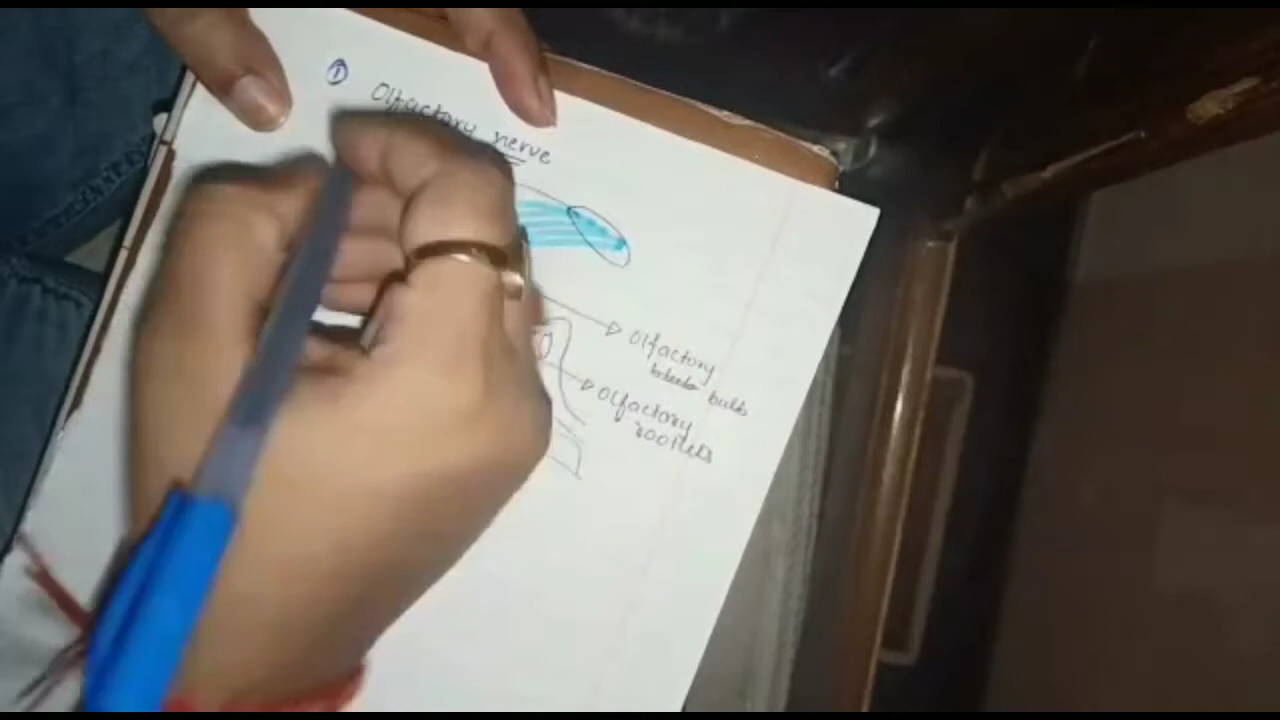 ① Olfactory nerve
Olfactory
bulb
Olfactory
rootlets